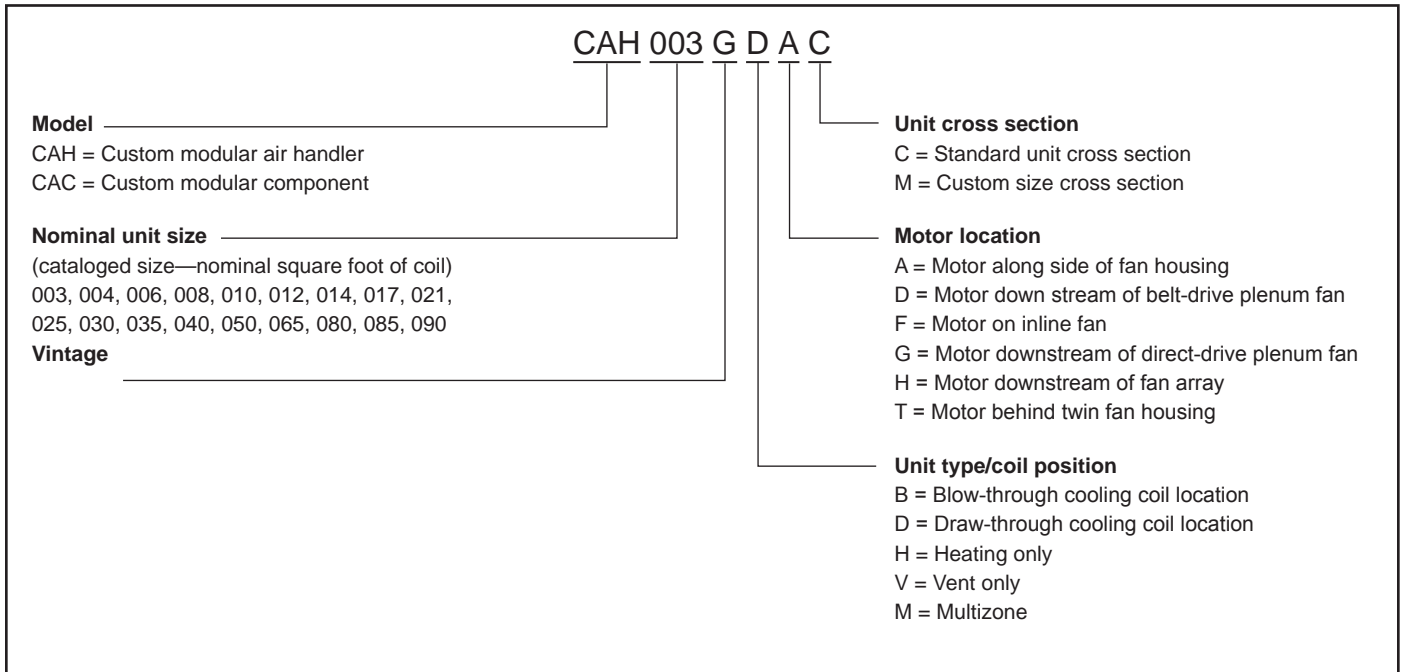 CAH 003 G D A C
Model
CAH = Custom modular air handler
CAC = Custom modular component
Nominal unit size
(cataloged size—nominal square foot of coil)
003, 004, 006, 008, 010, 012, 014, 017, 021,
025, 030, 035, 040, 050, 065, 080, 085, 090
Vintage
Unit cross section
C = Standard unit cross section
M = Custom size cross section
Motor location
A = Motor along side of fan housing
D = Motor down stream of belt-drive plenum fan
F = Motor on inline fan
G = Motor downstream of direct-drive plenum fan
H = Motor downstream of fan array
T = Motor behind twin fan housing
Unit type/coil position
B = Blow-through cooling coil location
D = Draw-through cooling coil location
H = Heating only
V = Vent only
M = Multizone